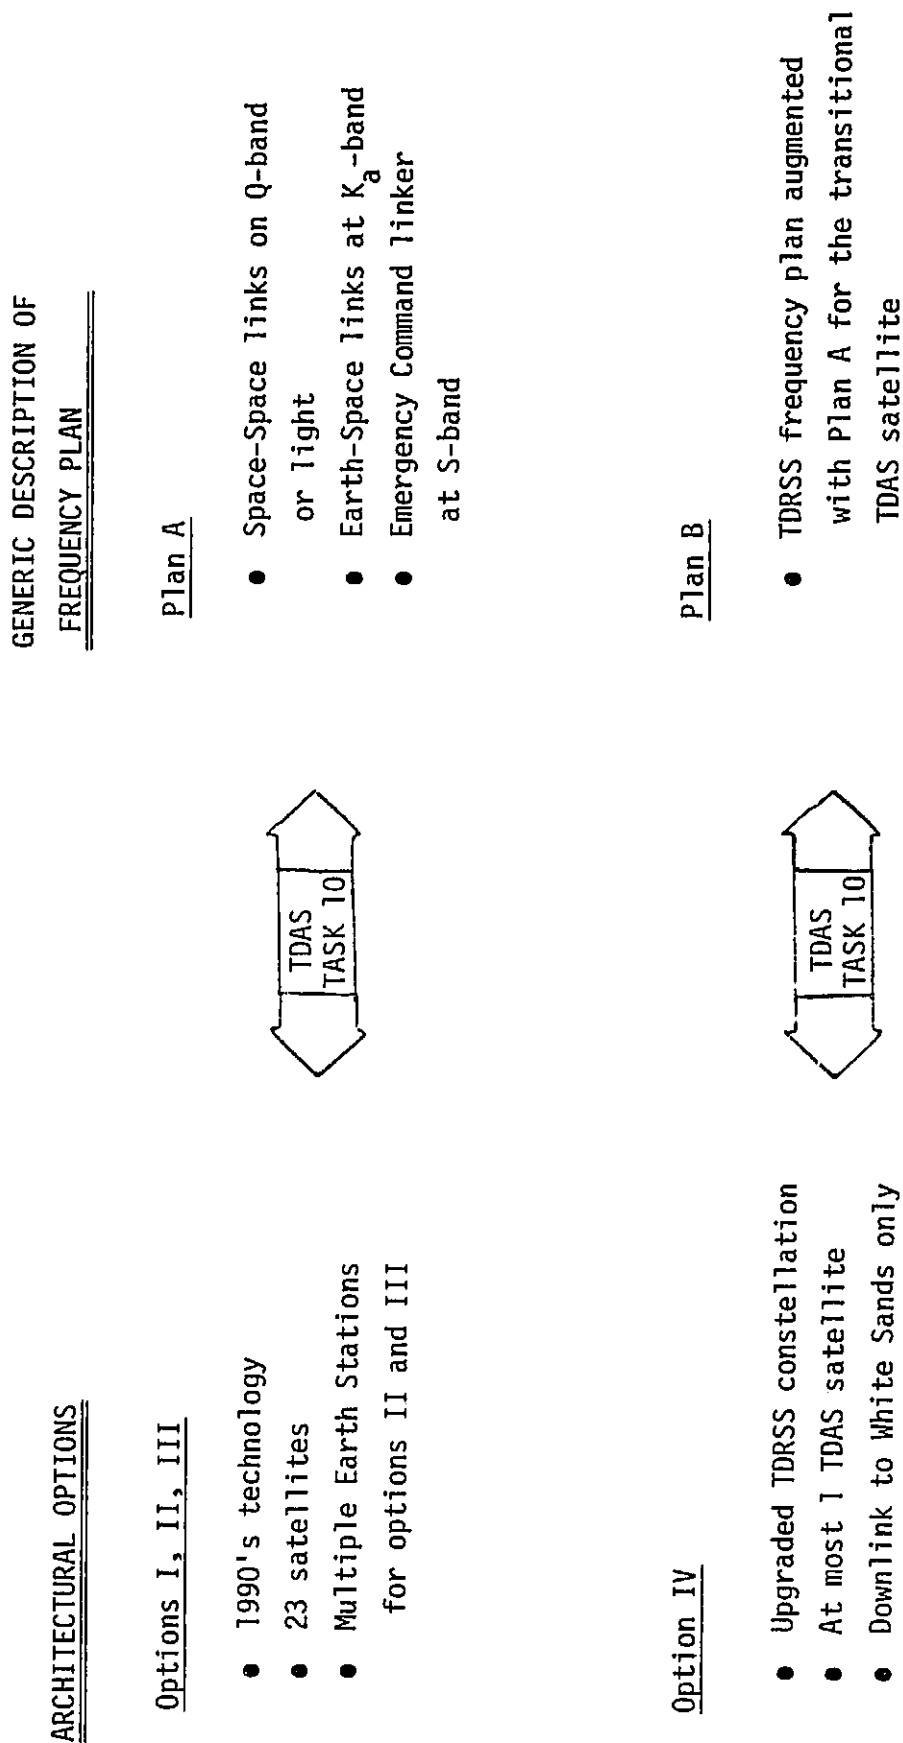 ARCHITECTURAL OPTIONS
GENERIC DESCRIPTION OF
FREQUENCY PLAN
Options I, II, III
● 1990's technology
● 23 satellites
● Multiple Earth Stations
for options II and III
TDAS
TASK 10
Plan A
● Space-Space links on Q-band
or light
● Earth-Space links at Ka-band
● Emergency Command linker
at S-band
Option IV
● Upgraded TDRSS constellation
● At most 1 TDAS satellite
● Downlink to White Sands only
TDAS
TASK 10
Plan B
● TDRSS frequency plan augmented
with Plan A for the transitional
TDAS satellite